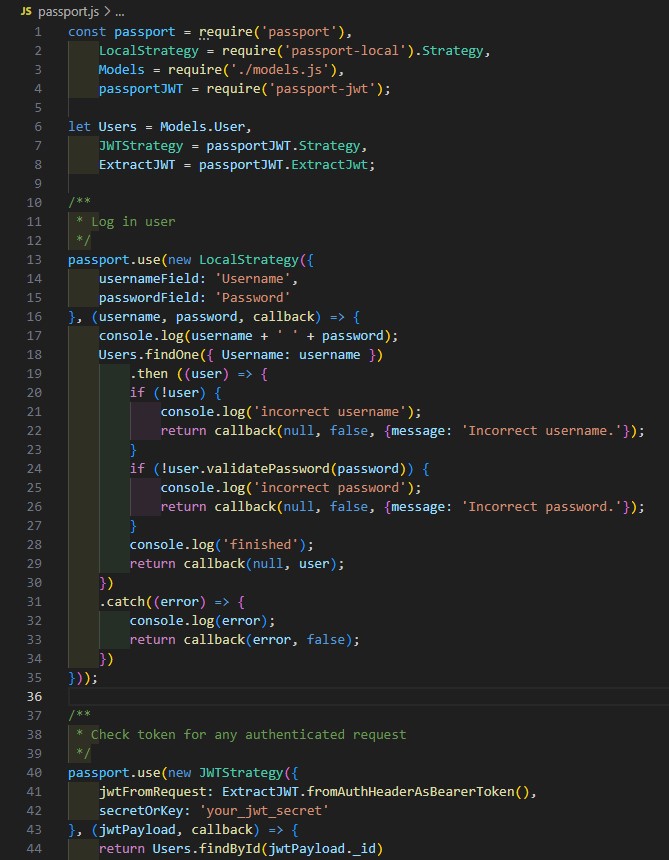 JS passport.js > ...
1 const passport = require('passport'),
2     LocalStrategy = require('passport-local').Strategy,
3     Models = require('./models.js'),
4     passportJWT = require('passport-jwt');
5
6 let Users = Models.User,
7     JWTStrategy = passportJWT.Strategy,
8     ExtractJWT = passportJWT.ExtractJwt;
9
10 /**
11  * Log in user
12  */
13 passport.use(new LocalStrategy({
14     usernameField: 'Username',
15     passwordField: 'Password'
16 }, (username, password, callback) => {
17     console.log(username + ' ' + password);
18     Users.findOne({ Username: username })
19         .then ((user) => {
20         if (!user) {
21             console.log('incorrect username');
22             return callback(null, false, {message: 'Incorrect username.'});
23         }
24         if (!user.validatePassword(password)) {
25             console.log('incorrect password');
26             return callback(null, false, {message: 'Incorrect password.'});
27         }
28         console.log('finished');
29         return callback(null, user);
30     })
31     .catch((error) => {
32         console.log(error);
33         return callback(error, false);
34     })
35 }));
36
37 /**
38  * Check token for any authenticated request
39  */
40 passport.use(new JWTStrategy({
41     jwtFromRequest: ExtractJWT.fromAuthHeaderAsBearerToken(),
42     secretOrKey: 'your_jwt_secret'
43 }, (jwtPayload, callback) => {
44     return Users.findById(jwtPayload._id)